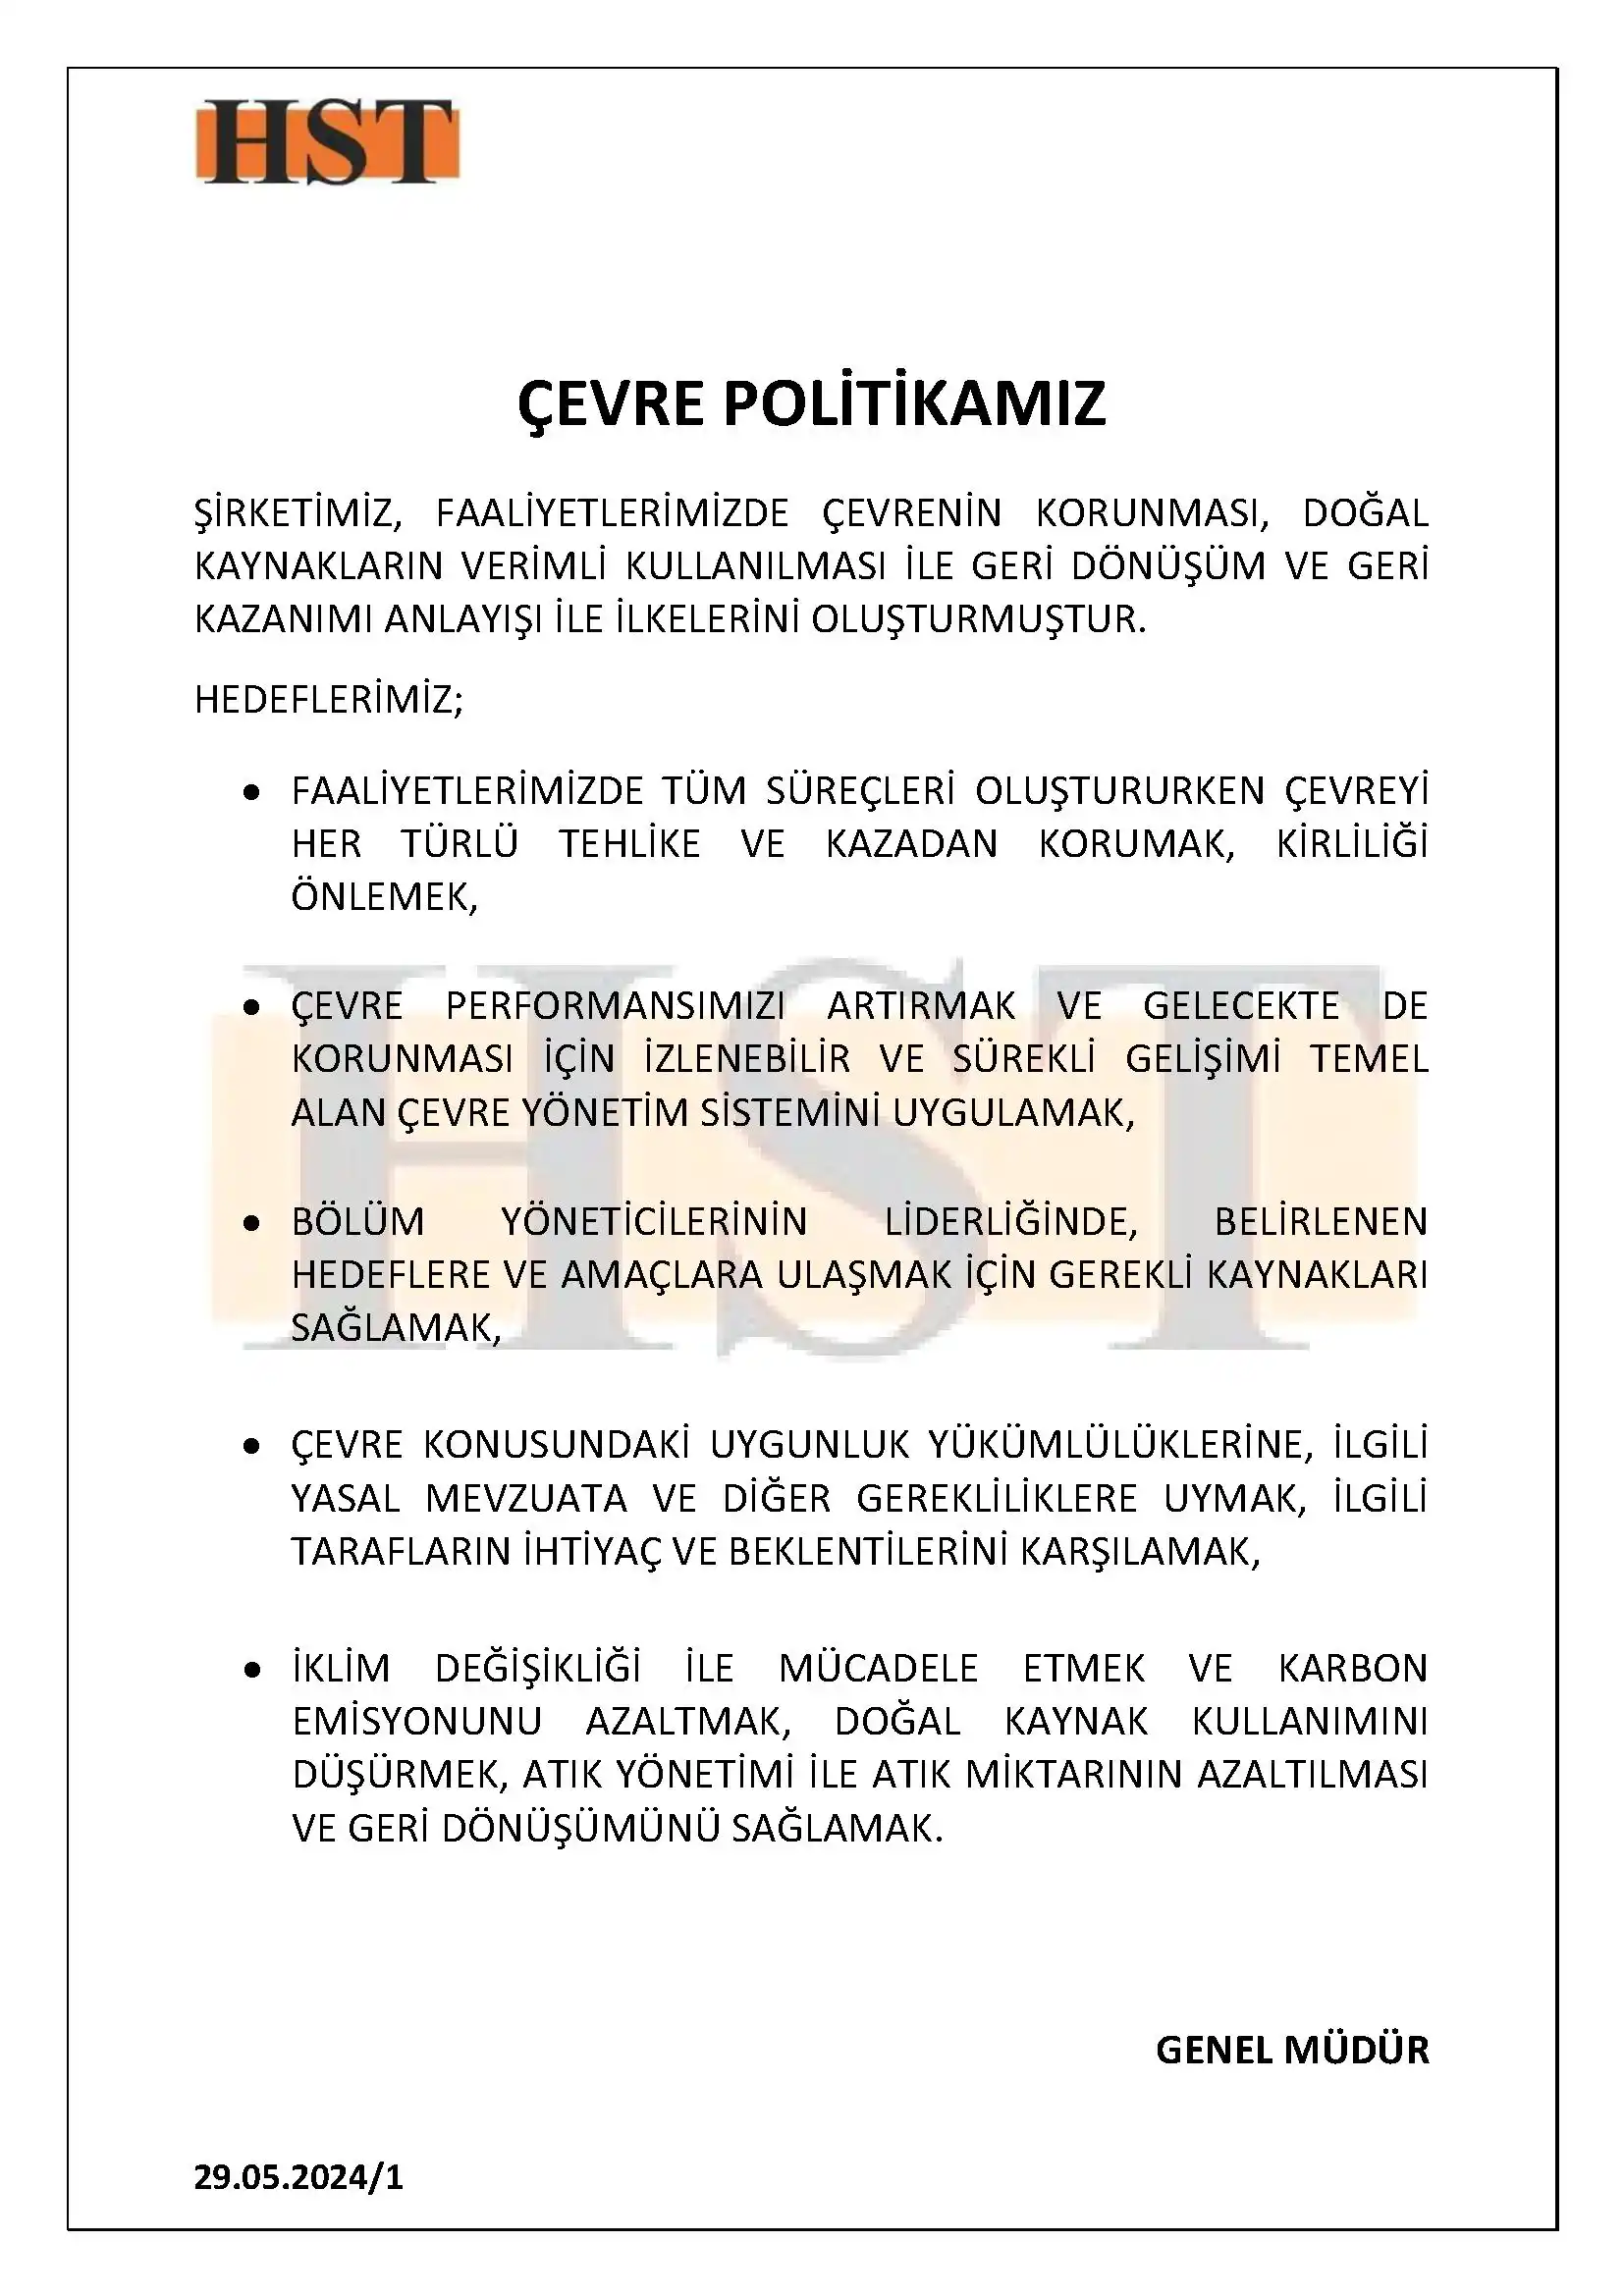 HST
ÇEVRE POLİTİKAMIZ
ŞİRKETİMİZ, FAALİYETLERİMİZDE ÇEVRENİN KORUNMASI, DOĞAL
KAYNAKLARIN VERİMLİ KULLANILMASI İLE GERİ DÖNÜŞÜM VE GERİ
KAZANIMI ANLAYIŞI İLE İLKELERİNİ OLUŞTURMUŞTUR.
HEDEFLERİMİZ;
• FAALİYETLERİMİZDE TÜM SÜREÇLERİ OLUŞTURURKEN ÇEVREYİ
HER TÜRLÜ TEHLİKE VE KAZADAN KORUMAK, KİRLİLİĞİ
ÖNLEMEK,
HST
• ÇEVRE PERFORMANSIMIZI ARTIRMAK VE GELECEKTE DE
KORUNMASI İÇİN İZLENEBİLİR VE SÜREKLİ GELİŞİMİ TEMEL
ALAN ÇEVRE YÖNETİM SİSTEMİNİ UYGULAMAK,
• BÖLÜM YÖNETİCİLERİNİN LİDERLİĞİNDE, BELİRLENEN
HEDEFLERE VE AMAÇLARA ULAŞMAK İÇİN GEREKLİ KAYNAKLARI
SAĞLAMAK,
• ÇEVRE KONUSUNDAKİ UYGUNLUK YÜKÜMLÜLÜKLERİNE, İLGİLİ
YASAL MEVZUATA VE DİĞER GEREKLİLİKLERE UYMAK, İLGİLİ
TARAFLARIN İHTİYAÇ VE BEKLENTİLERİNİ KARŞILAMAK,
• İKLİM DEĞİŞİKLİĞİ İLE MÜCADELE ETMEK VE KARBON
EMİSYONUNU AZALTMAK, DOĞAL KAYNAK KULLANIMINI
DÜŞÜRMEK, ATIK YÖNETİMİ İLE ATIK MİKTARININ AZALTILMASI
VE GERİ DÖNÜŞÜMÜNÜ SAĞLAMAK.
GENEL MÜDÜR
29.05.2024/1